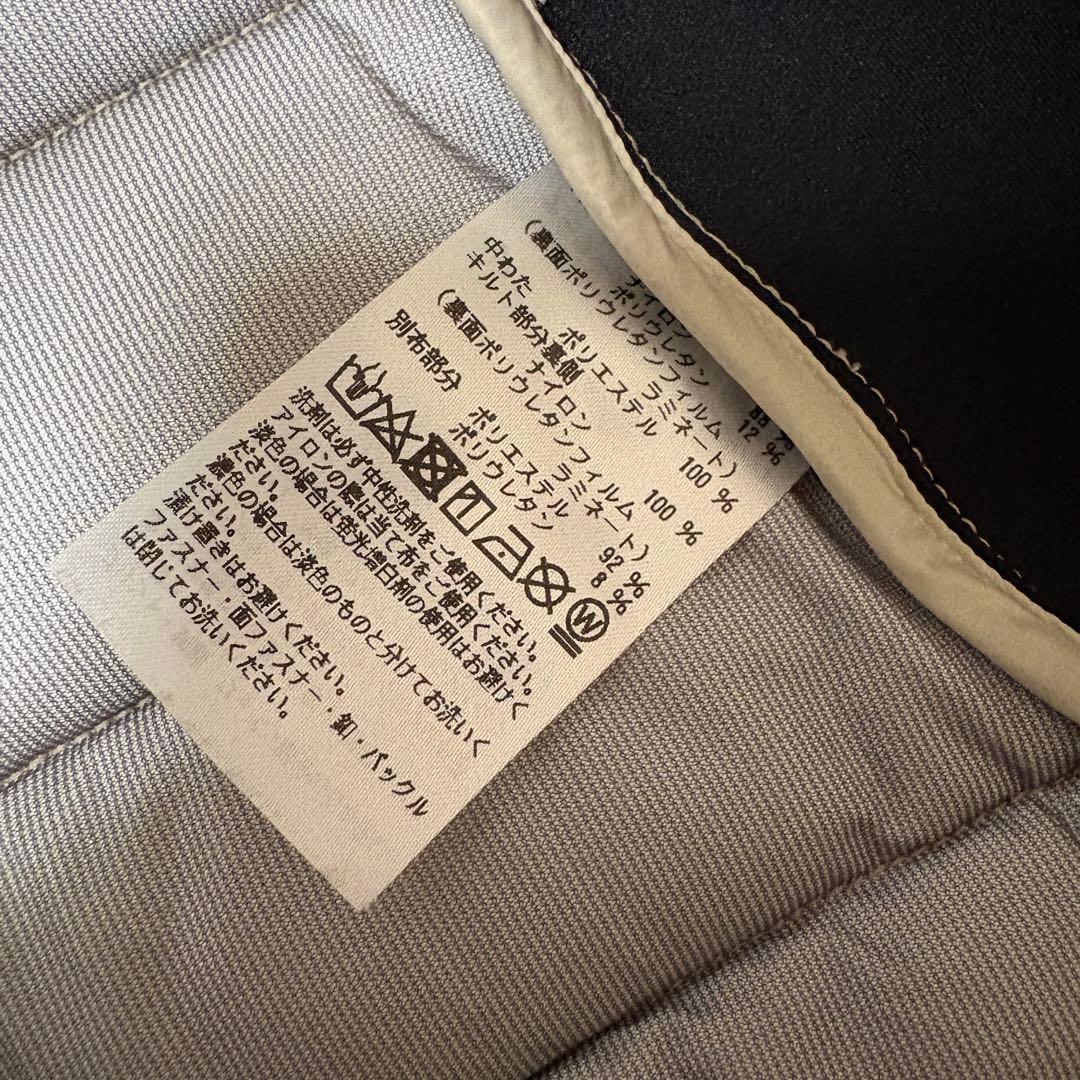 ナイロン 88 %
ポリウレタン 12 %
(裏面ポリウレタンフィルムラミネート)
中わた ポリエステル 100 %
キルト部分裏側
ナイロン 100 %
(裏面ポリウレタンフィルムラミネート)
別布部分 ポリエステル 92 %
ポリウレタン 8 %
W
洗剤は必ず中性洗剤をご使用ください。
アイロンの際は当て布をご使用ください。
淡色の場合は蛍光増白剤の使用はお避けく
ださい。
濃色の場合は淡色のものと分けてお洗いく
ださい。
漬け置きはお避けください。
ファスナー・面ファスナー・釦・バックル
は閉じてお洗いください。